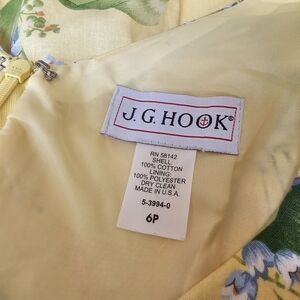 J.G. HOOK®
RN 58142
SHELL:
100% COTTON
LINING:
100% POLYESTER
DRY CLEAN
MADE IN U.S.A.
5-3994-0
6P